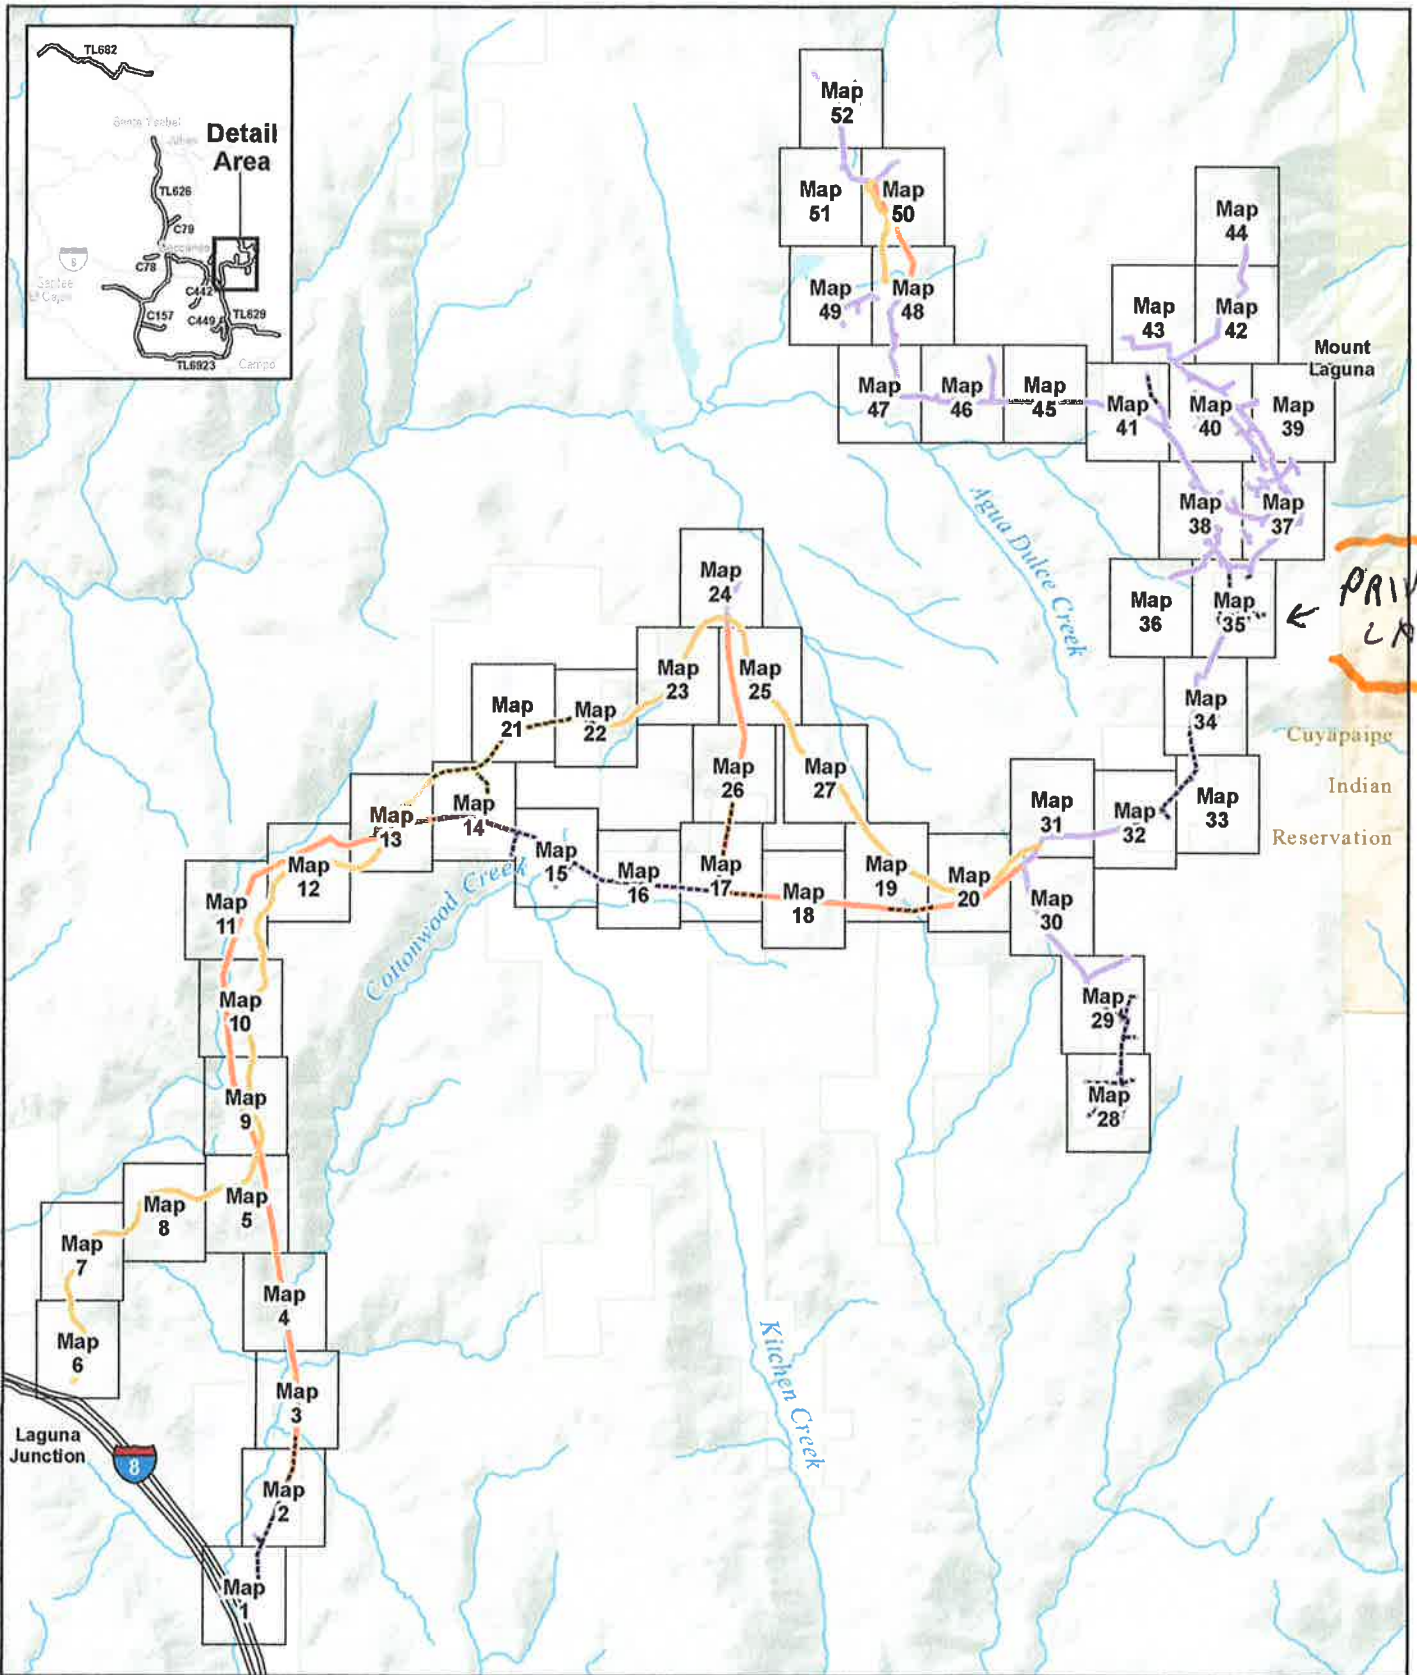 TL682
Santa Ysabel
Julian
Detail
Area
TL626
C79
Descanso
8
C78
Santee
El Cajon
C442
C157
C449
TL629
TL6923
Campo
Map
52
Map
51
Map
50
Map
49
Map
48
Map
47
Map
46
Map
45
Map
44
Map
43
Map
42
Mount
Laguna
Map
41
Map
40
Map
39
Map
38
Map
37
Agua Dulce Creek
Map
36
Map
35
Map
34
Cuyapaipe
Indian
Reservation
Map
24
Map
23
Map
25
Map
21
Map
22
Map
26
Map
27
Map
31
Map
32
Map
33
Map
13
Map
14
Map
15
Map
16
Map
17
Map
18
Map
19
Map
20
Map
30
Map
12
Map
11
Cottonwood Creek
Map
10
Map
29
Map
28
Map
9
Map
8
Map
5
Map
7
Map
4
Map
6
Kitchen Creek
Map
3
Laguna
Junction
8
Map
2
Map
1